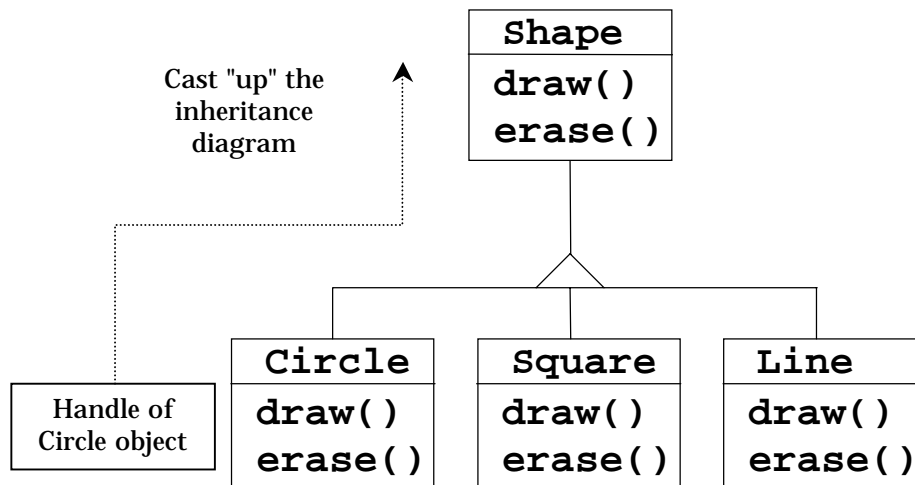 Shape
draw()
erase()
Cast "up" the
inheritance
diagram
Circle
draw()
erase()
Square
draw()
erase()
Line
draw()
erase()
Handle of
Circle object